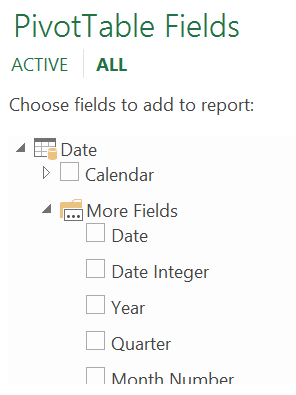 PivotTable Fields
ACTIVE ALL
Choose fields to add to report:
Date
Calendar
More Fields
Date
Date Integer
Year
Quarter
Month Number